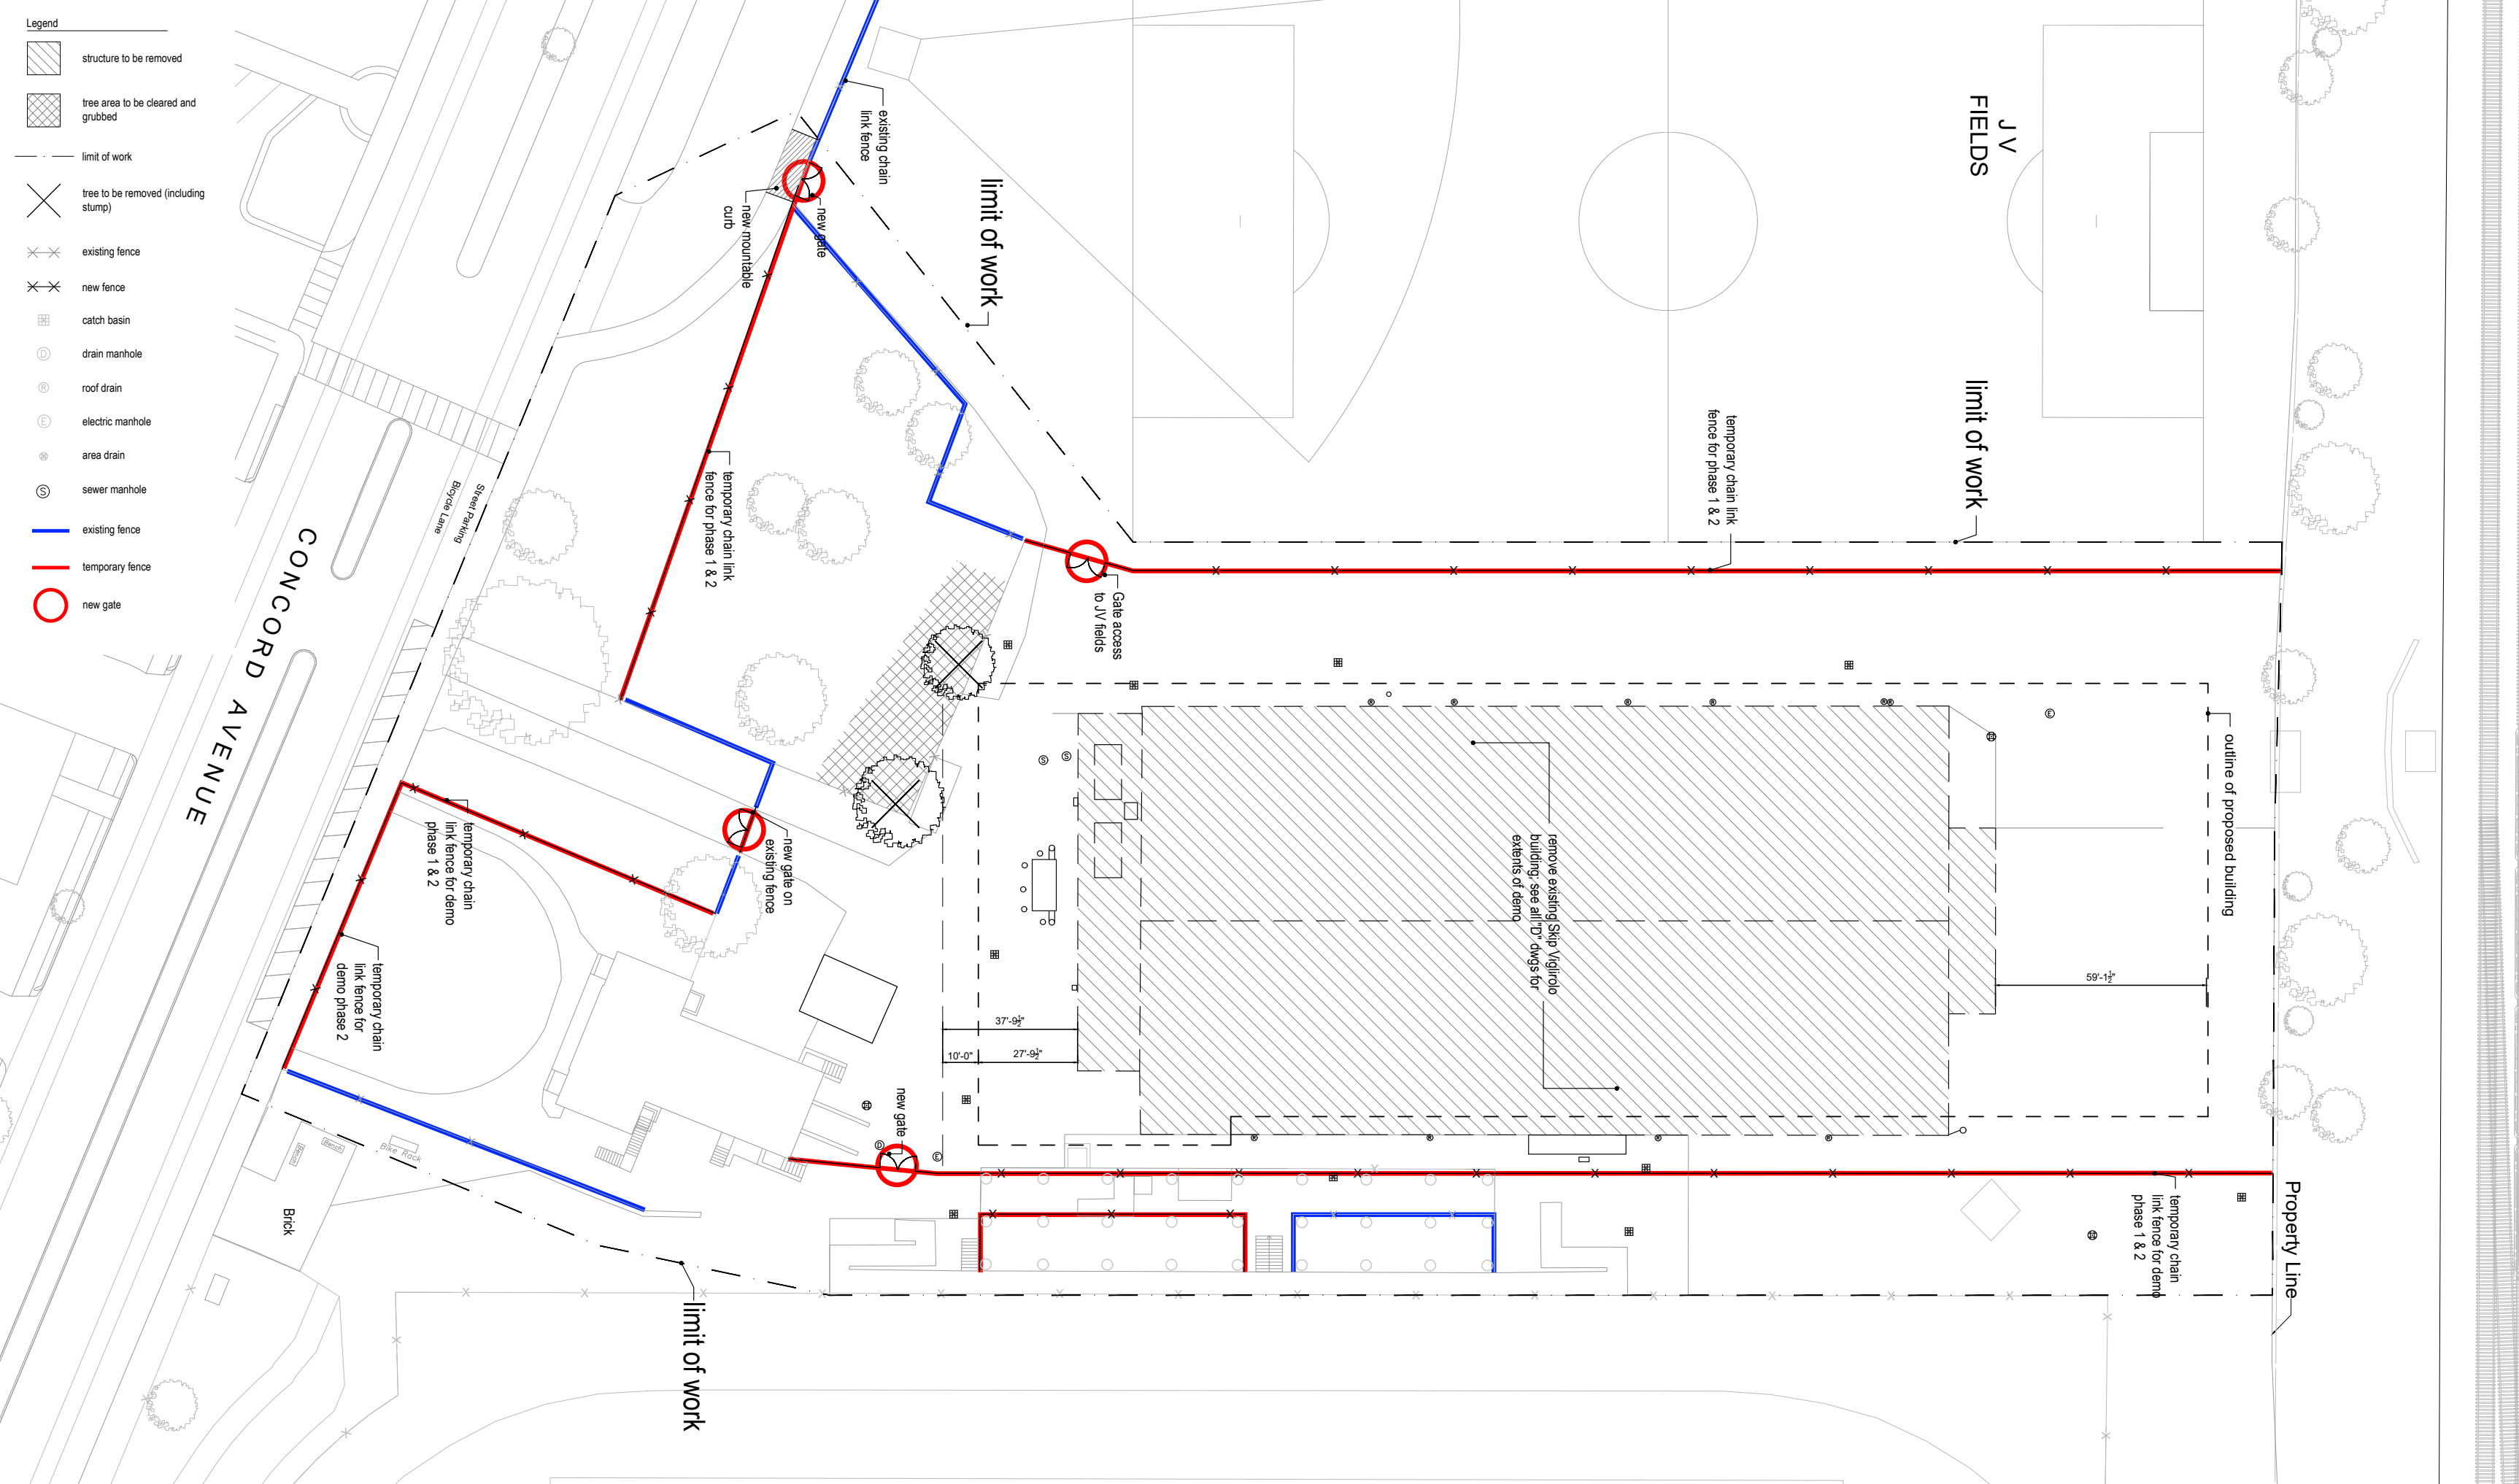 Legend
structure to be removed
tree area to be cleared and
grubbed
limit of work
tree to be removed (including
stump)
existing fence
new fence
catch basin
D
drain manhole
R
roof drain
E
electric manhole
area drain
S
sewer manhole
existing fence
temporary fence
new gate
existing chain
link fence
new gate
new mountable
curb
limit of work
J V
FIELDS
limit of work
temporary chain link
fence for phase 1 & 2
temporary chain link
fence for phase 1 & 2
Gate access
to JV fields
Street Parking
Bicycle Lane
CONCORD AVENUE
temporary chain
link fence for demo
phase 1 & 2
new gate on
existing fence
temporary chain
link fence for
demo phase 2
remove existing Skip Viglirolo
building; see all "D" dwgs for
extents of demo
outline of proposed building
E
S
S
59'-1½"
37'-9½"
10'-0"
27'-9½"
new gate
D
E
Bench
Bench
Bike Rack
Brick
limit of work
temporary chain
link fence for demo
phase 1 & 2
Property Line